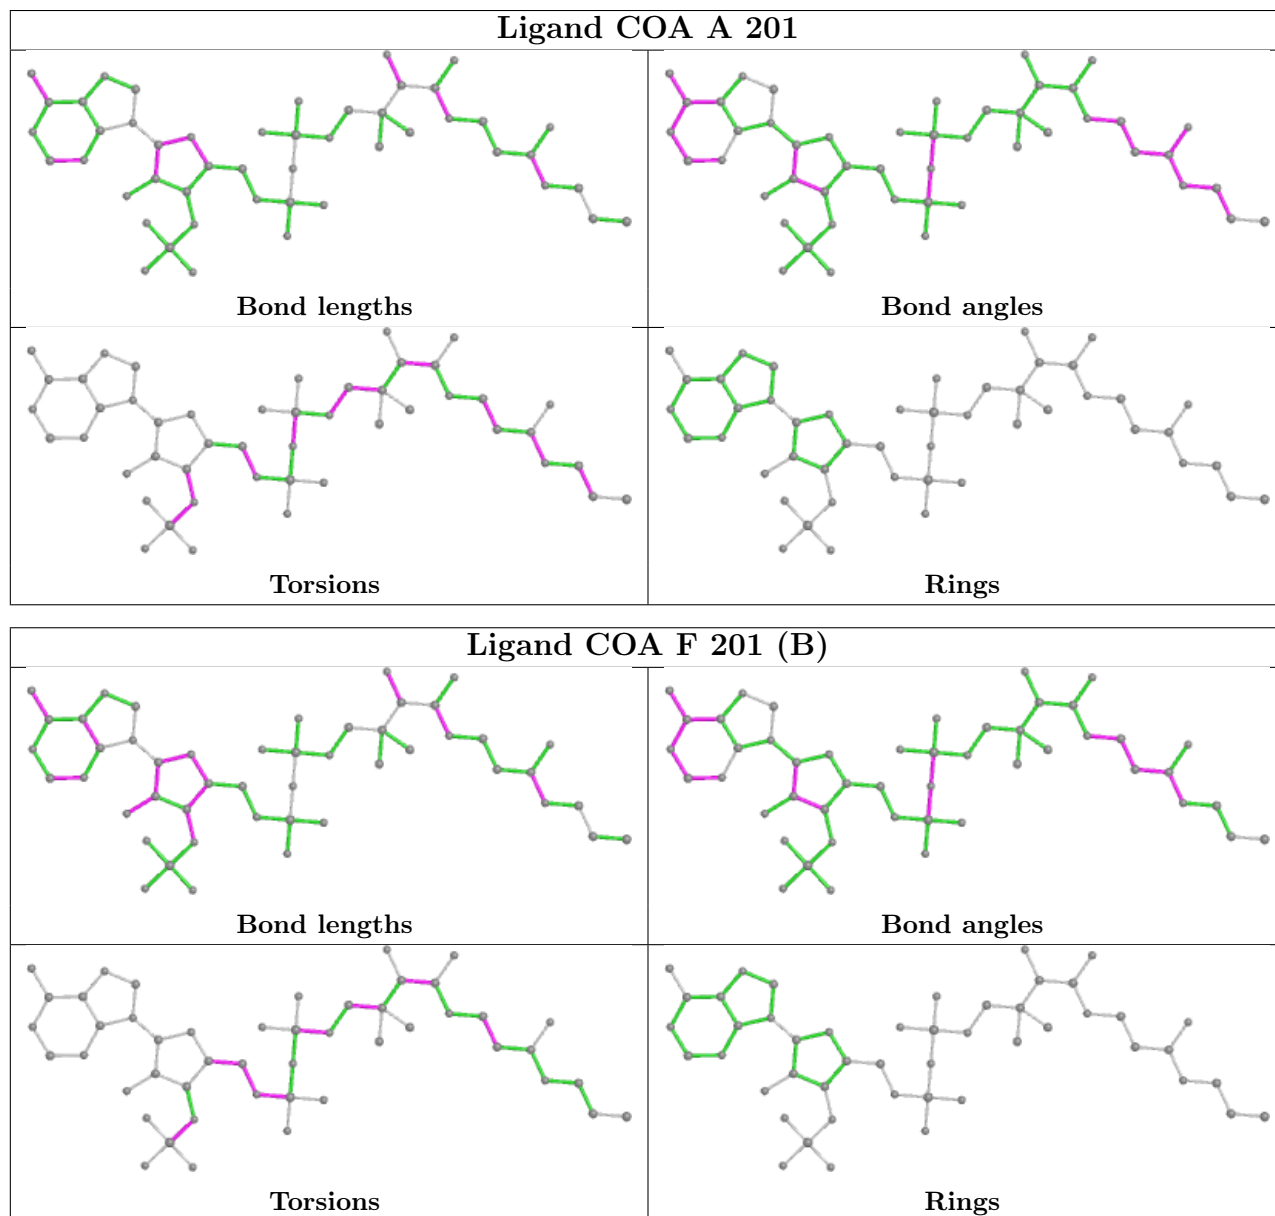 Ligand COA A 201
Bond lengths
Bond angles
Torsions
Rings
Ligand COA F 201 (B)
Bond lengths
Bond angles
Torsions
Rings